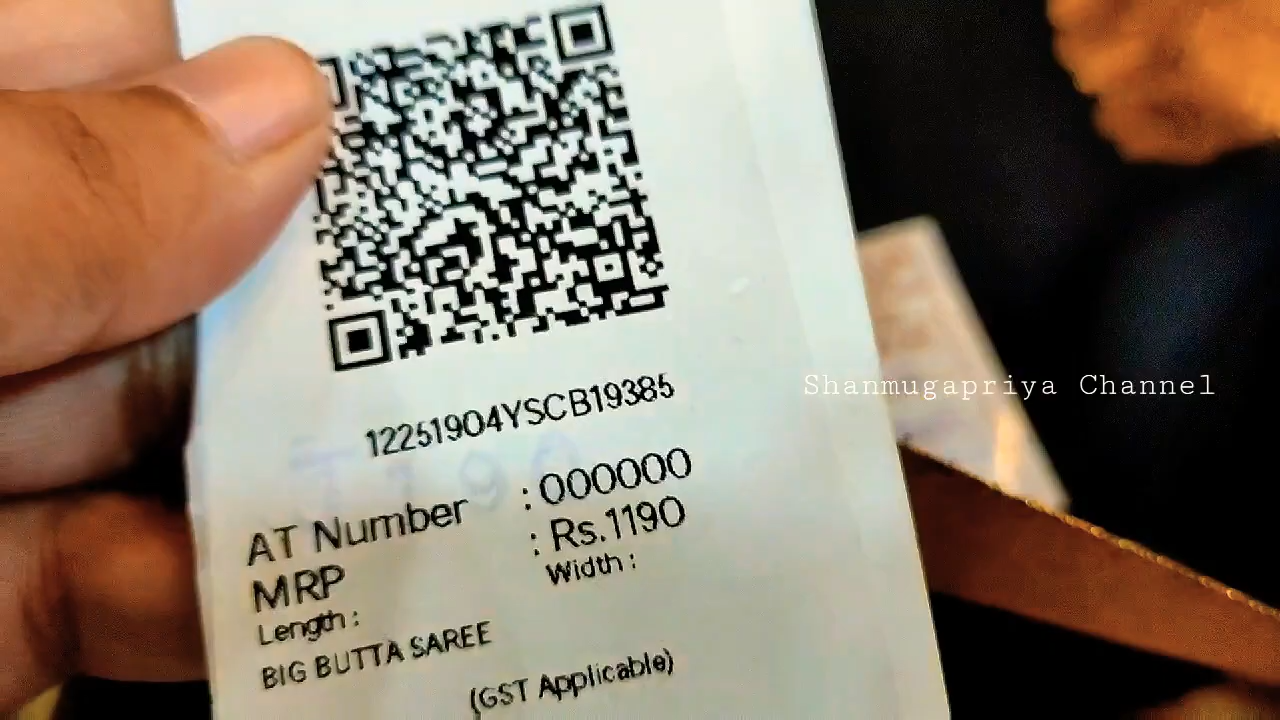 12251904YSCB19385
AT Number : 000000
MRP : Rs.1190
Length : Width :
BIG BUTTA SAREE
(GST Applicable)
Shanmugapriya Channel